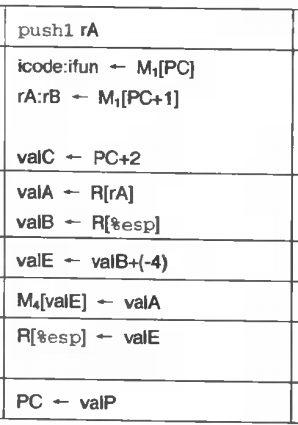 pushl rA
icode:ifun ← M₁[PC]
rA:rB ← M₁[PC+1]
valC ← PC+2
valA ← R[rA]
valB ← R[%esp]
valE ← valB+(-4)
M₄[valE] ← valA
R[%esp] ← valE
PC ← valP